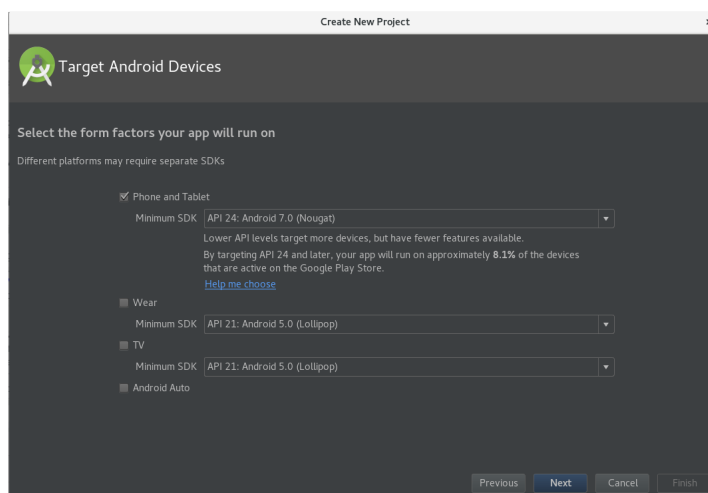 Create New Project
Target Android Devices
Select the form factors your app will run on
Different platforms may require separate SDKs
Phone and Tablet
Minimum SDK API 24: Android 7.0 (Nougat)
Lower API levels target more devices, but have fewer features available.
By targeting API 24 and later, your app will run on approximately 8.1% of the devices
that are active on the Google Play Store.
Help me choose
Wear
Minimum SDK API 21: Android 5.0 (Lollipop)
TV
Minimum SDK API 21: Android 5.0 (Lollipop)
Android Auto
Previous Next Cancel Finish